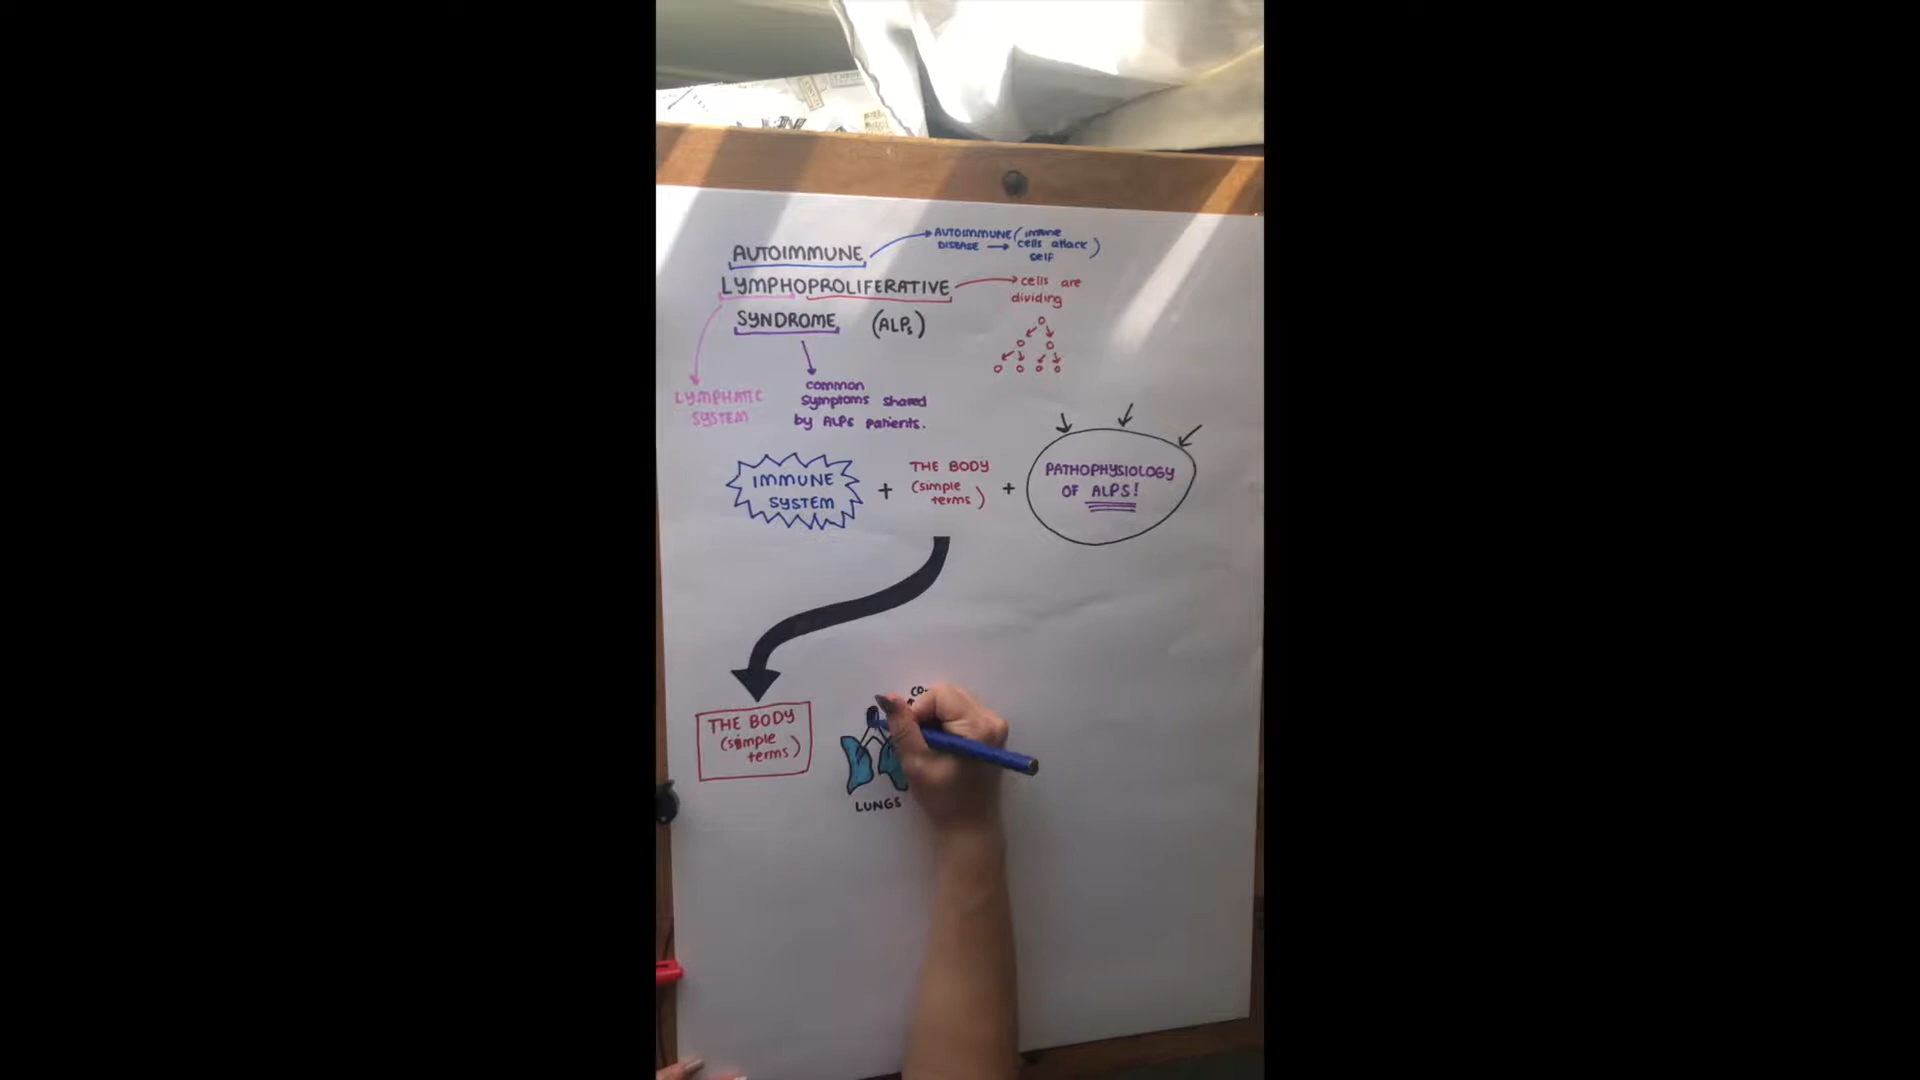 AUTOIMMUNE
AUTOIMMUNE (immune
DISEASE → cells attack)
self
LYMPHOPROLIFERATIVE
cells are
dividing
SYNDROME (ALPs)
LYMPHATIC
SYSTEM
common
symptoms shared
by ALPs patients.
IMMUNE
SYSTEM
+
THE BODY
(simple
terms)
+
PATHOPHYSIOLOGY
OF ALPS!
THE BODY
(simple
terms)
LUNGS